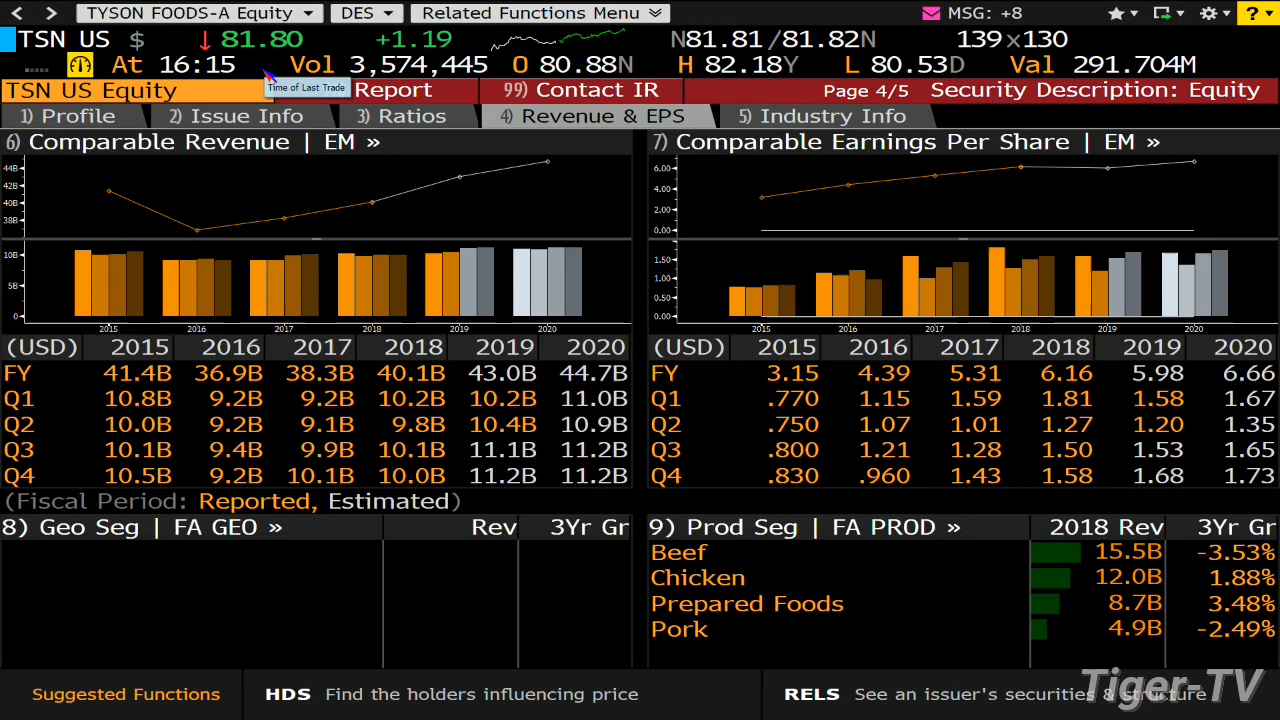 TYSON FOODS-A Equity DES Related Functions Menu MSG: +8 ?
TSN US $ ↓ 81.80 +1.19 N81.81/81.82N 139x130
At 16:15 Vol 3,574,445 O 80.88N H 82.18Y L 80.53D Val 291.704M
TSN US Equity Time of Last Trade Report 99) Contact IR Page 4/5 Security Description: Equity
1) Profile 2) Issue Info 3) Ratios 4) Revenue & EPS 5) Industry Info
6) Comparable Revenue | EM » 7) Comparable Earnings Per Share | EM »
44B 6.00
42B 4.00
40B 2.00
38B 0.00
10B 1.50
5B 1.00
0.50
0 0.00
2015 2016 2017 2018 2019 2020 2015 2016 2017 2018 2019 2020
(USD) 2015 2016 2017 2018 2019 2020 (USD) 2015 2016 2017 2018 2019 2020
FY 41.4B 36.9B 38.3B 40.1B 43.0B 44.7B FY 3.15 4.39 5.31 6.16 5.98 6.66
Q1 10.8B 9.2B 9.2B 10.2B 10.2B 11.0B Q1 .770 1.15 1.59 1.81 1.58 1.67
Q2 10.0B 9.2B 9.1B 9.8B 10.4B 10.9B Q2 .750 1.07 1.01 1.27 1.20 1.35
Q3 10.1B 9.4B 9.9B 10.1B 11.1B 11.2B Q3 .800 1.21 1.28 1.50 1.53 1.65
Q4 10.5B 9.2B 10.1B 10.0B 11.2B 11.2B Q4 .830 .960 1.43 1.58 1.68 1.73
(Fiscal Period: Reported, Estimated)
8) Geo Seg | FA GEO » Rev 3Yr Gr 9) Prod Seg | FA PROD » 2018 Rev 3Yr Gr
Beef 15.5B -3.53%
Chicken 12.0B 1.88%
Prepared Foods 8.7B 3.48%
Pork 4.9B -2.49%
Suggested Functions HDS Find the holders influencing price RELS See an issuer's securities & structure
Tiger-TV